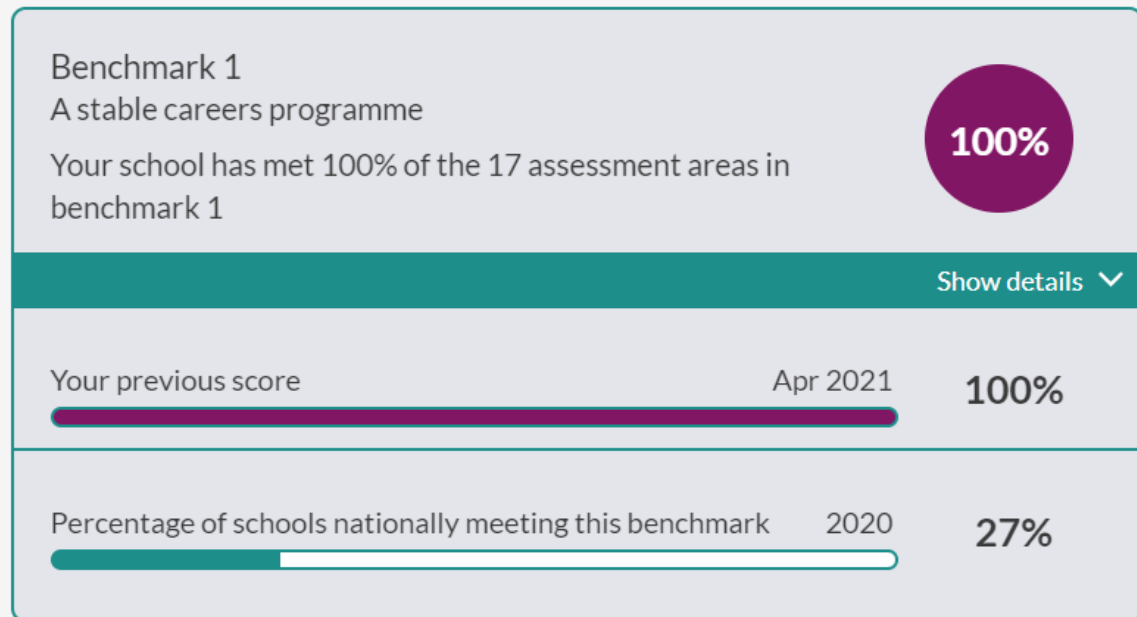 Benchmark 1
A stable careers programme
Your school has met 100% of the 17 assessment areas in
benchmark 1
100%
Show details
Your previous score Apr 2021 100%
Percentage of schools nationally meeting this benchmark 2020 27%